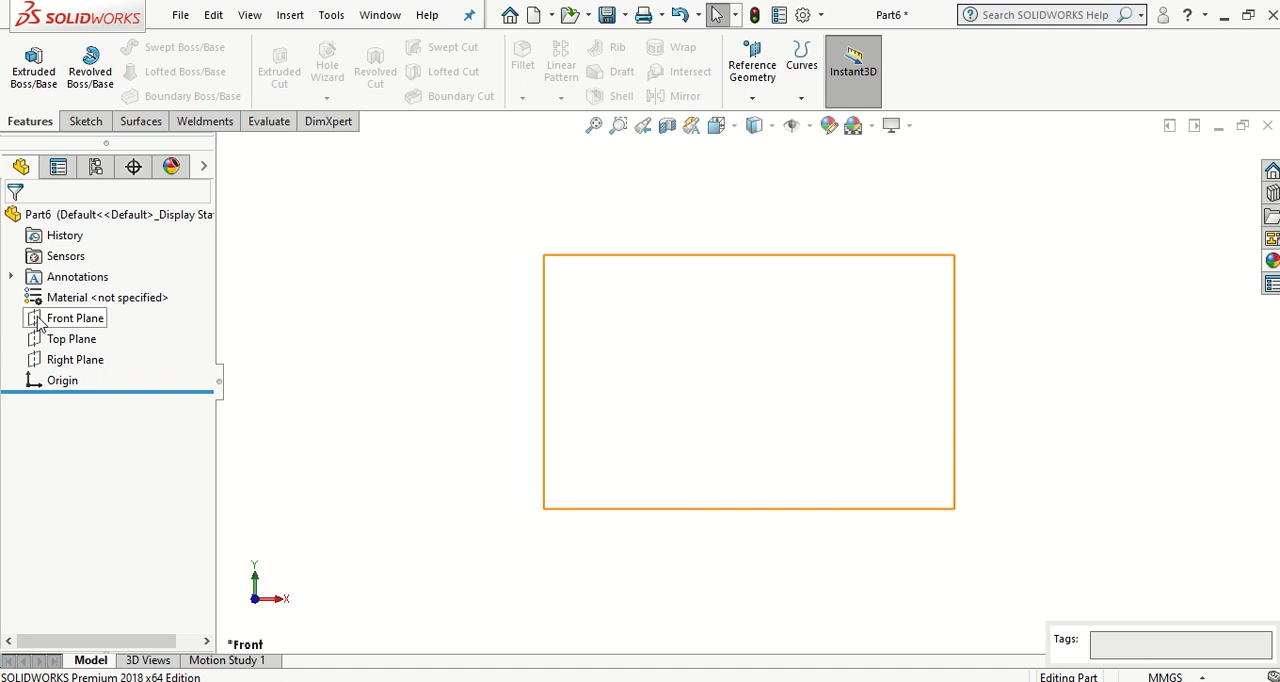 SOLIDWORKS File Edit View Insert Tools Window Help Part6 * Search SOLIDWORKS Help ?
Extruded Boss/Base
Revolved Boss/Base
Swept Boss/Base
Lofted Boss/Base
Boundary Boss/Base
Extruded Cut
Hole Wizard
Revolved Cut
Swept Cut
Lofted Cut
Boundary Cut
Fillet
Linear Pattern
Rib
Draft
Shell
Wrap
Intersect
Mirror
Reference Geometry
Curves
Instant3D
Features Sketch Surfaces Weldments Evaluate DimXpert
Part6 (Default<<Default>_Display Sta
History
Sensors
Annotations
Material <not specified>
Front Plane
Top Plane
Right Plane
Origin
Y
X
*Front
Tags:
Model 3D Views Motion Study 1
SOLIDWORKS Premium 2018 x64 Edition Editing Part MMGS